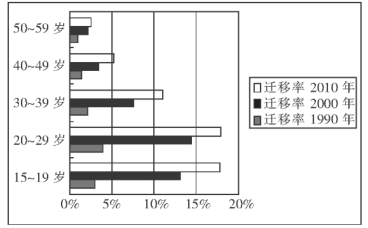 50~59 岁
40~49 岁
30~39 岁
20~29 岁
15~19 岁
0% 5% 10% 15% 20%
迁移率 2010 年
迁移率 2000 年
迁移率 1990 年